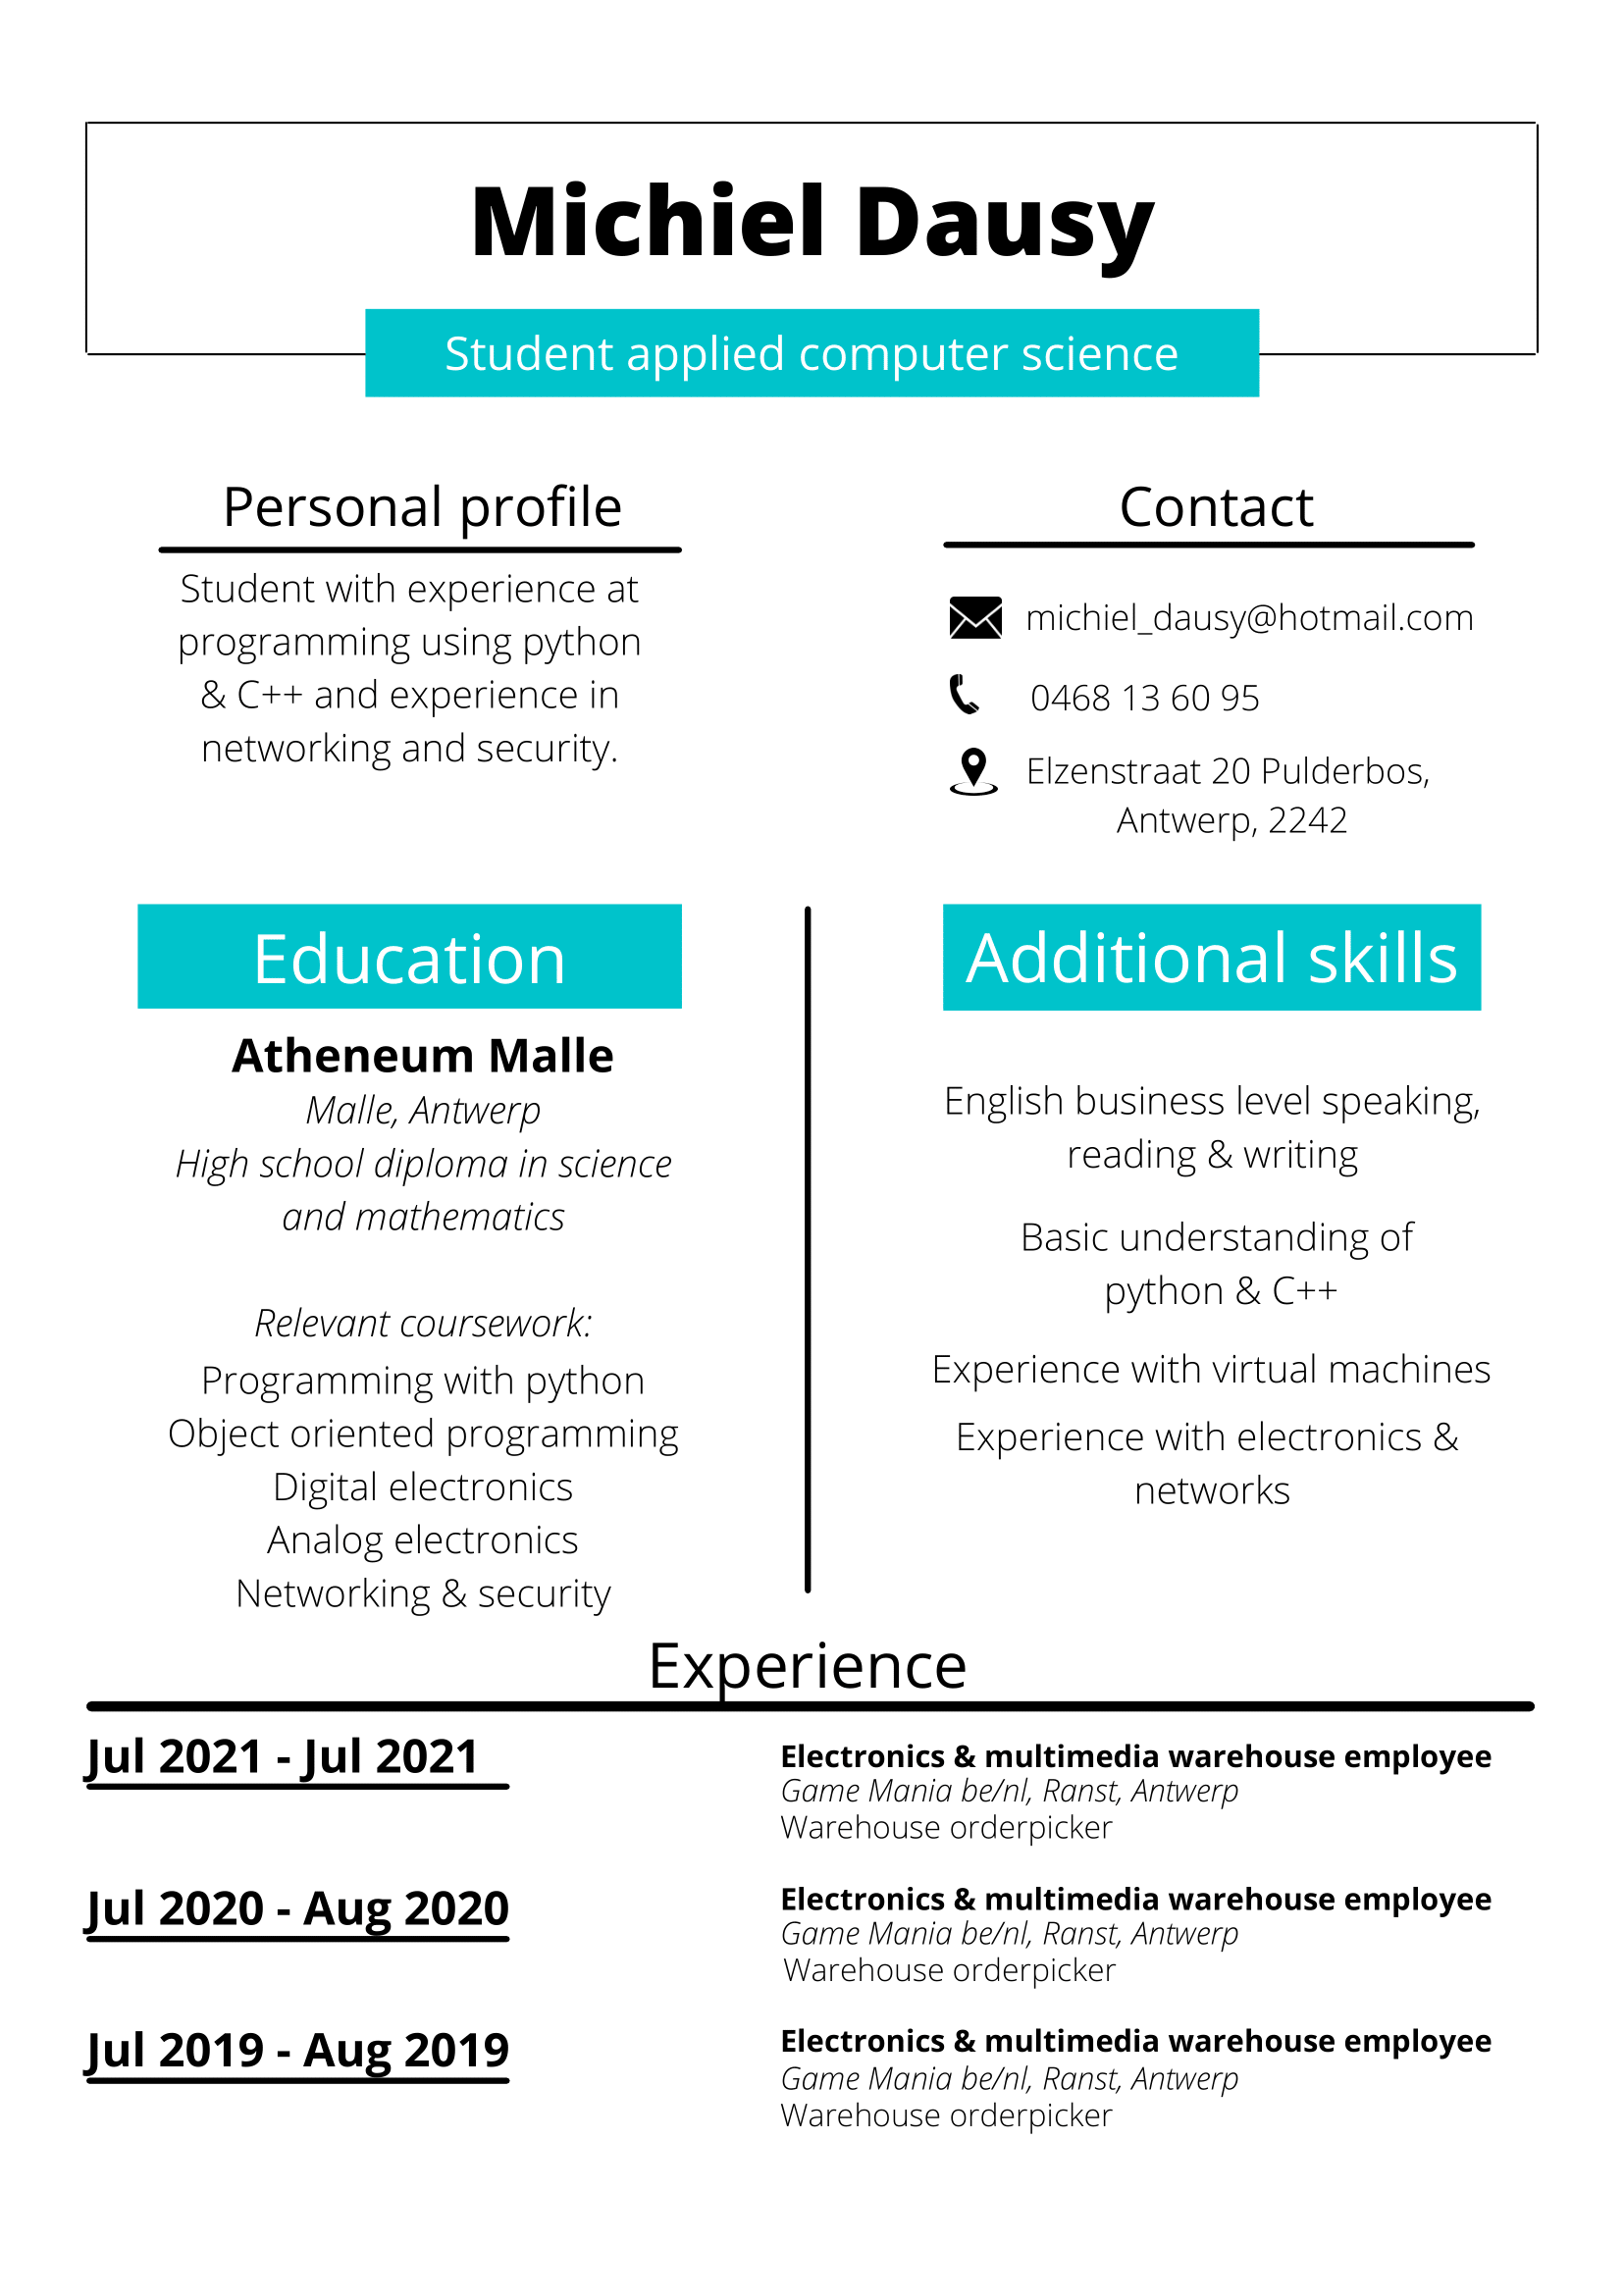 Michiel Dausy
Student applied computer science
Personal profile
Student with experience at
programming using python
& C++ and experience in
networking and security.
Contact
michiel_dausy@hotmail.com
0468 13 60 95
Elzenstraat 20 Pulderbos,
Antwerp, 2242
Education
Atheneum Malle
Malle, Antwerp
High school diploma in science
and mathematics
Relevant coursework:
Programming with python
Object oriented programming
Digital electronics
Analog electronics
Networking & security
Additional skills
English business level speaking,
reading & writing
Basic understanding of
python & C++
Experience with virtual machines
Experience with electronics &
networks
Experience
Jul 2021 - Jul 2021
Electronics & multimedia warehouse employee
Game Mania be/nl, Ranst, Antwerp
Warehouse orderpicker
Jul 2020 - Aug 2020
Electronics & multimedia warehouse employee
Game Mania be/nl, Ranst, Antwerp
Warehouse orderpicker
Jul 2019 - Aug 2019
Electronics & multimedia warehouse employee
Game Mania be/nl, Ranst, Antwerp
Warehouse orderpicker